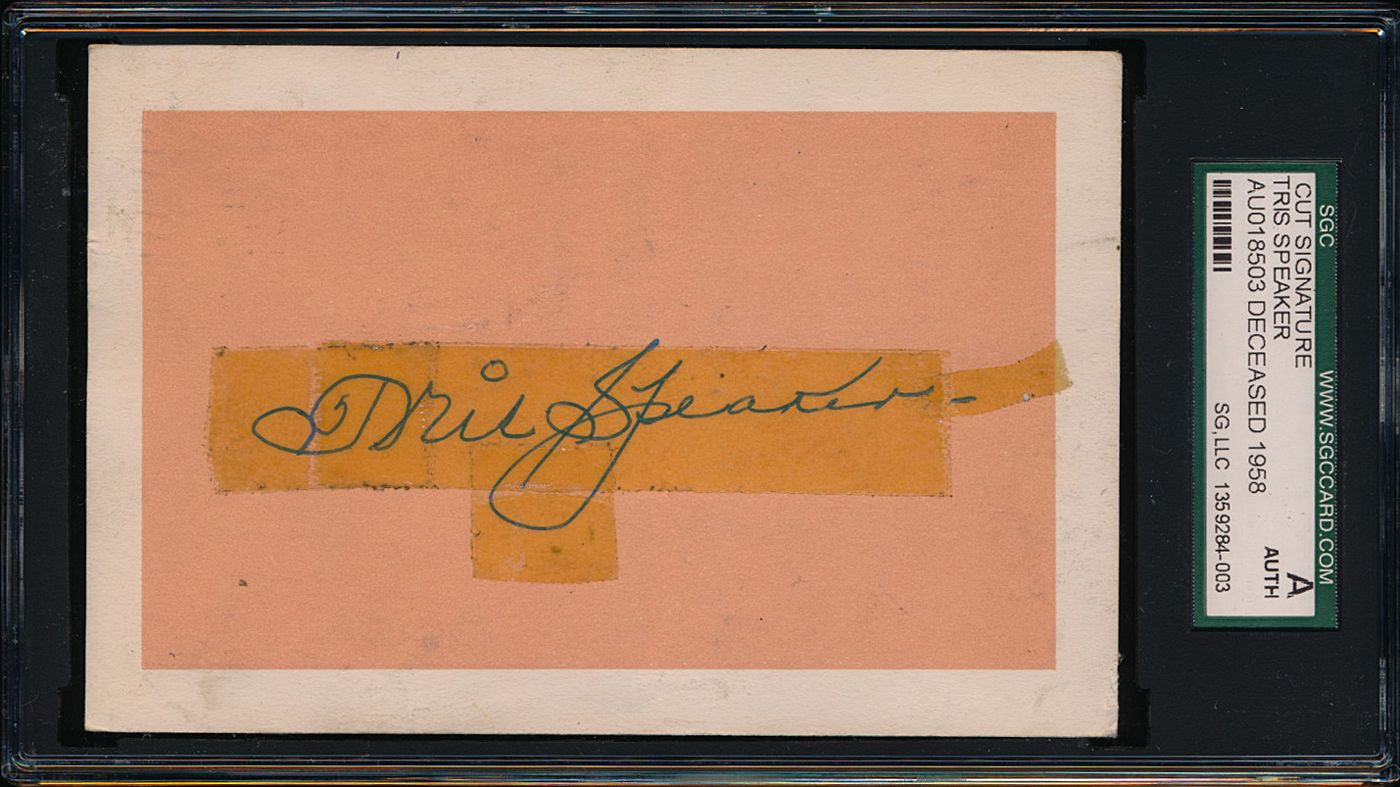 Tris Speaker
SGC WWW.SGCCARD.COM
CUT SIGNATURE
TRIS SPEAKER
AU018503 DECEASED 1958
A
AUTH
SG,LLC 1359284-003